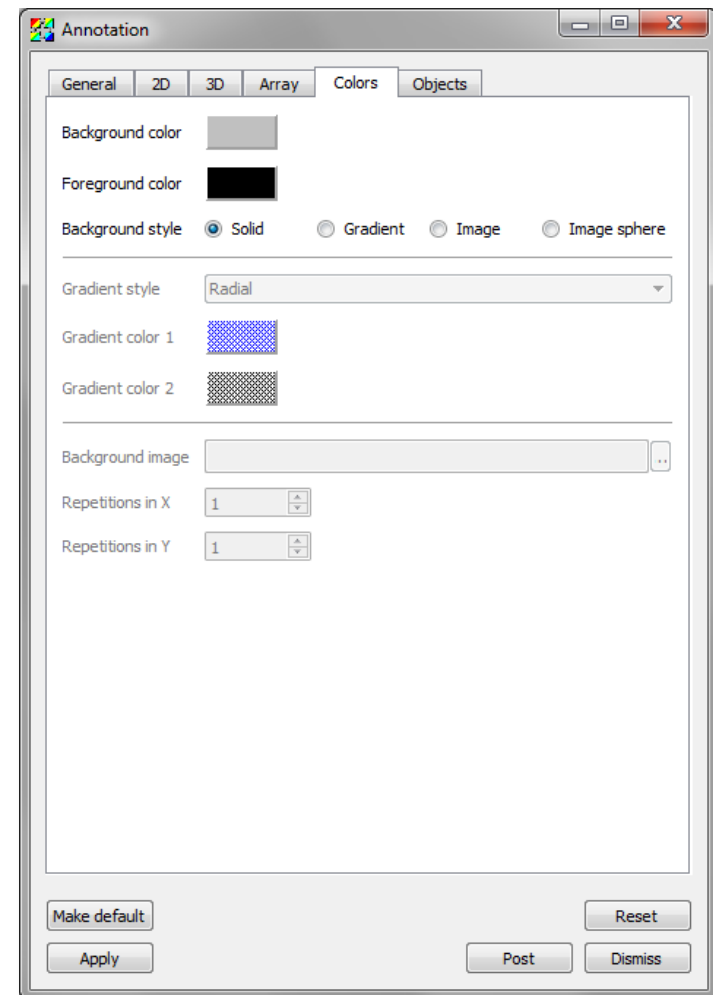 Annotation
General 2D 3D Array Colors Objects
Background color
Foreground color
Background style Solid Gradient Image Image sphere
Gradient style Radial
Gradient color 1
Gradient color 2
Background image ..
Repetitions in X 1
Repetitions in Y 1
Make default Reset
Apply Post Dismiss